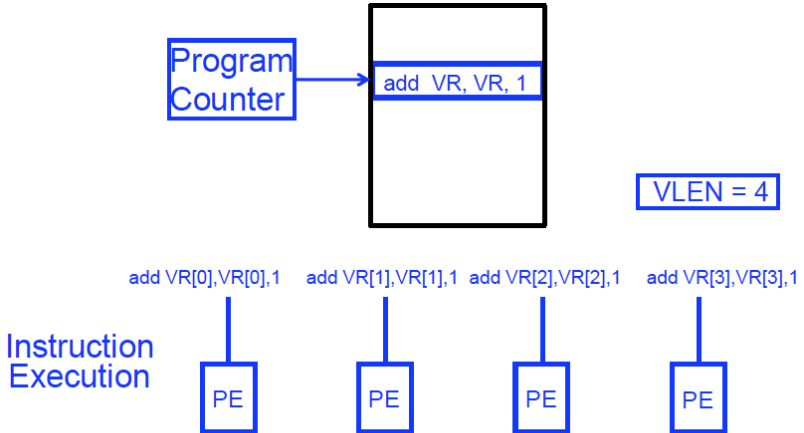 Program
Counter
add VR, VR, 1
VLEN = 4
add VR[0],VR[0],1
add VR[1],VR[1],1
add VR[2],VR[2],1
add VR[3],VR[3],1
Instruction
Execution
PE
PE
PE
PE